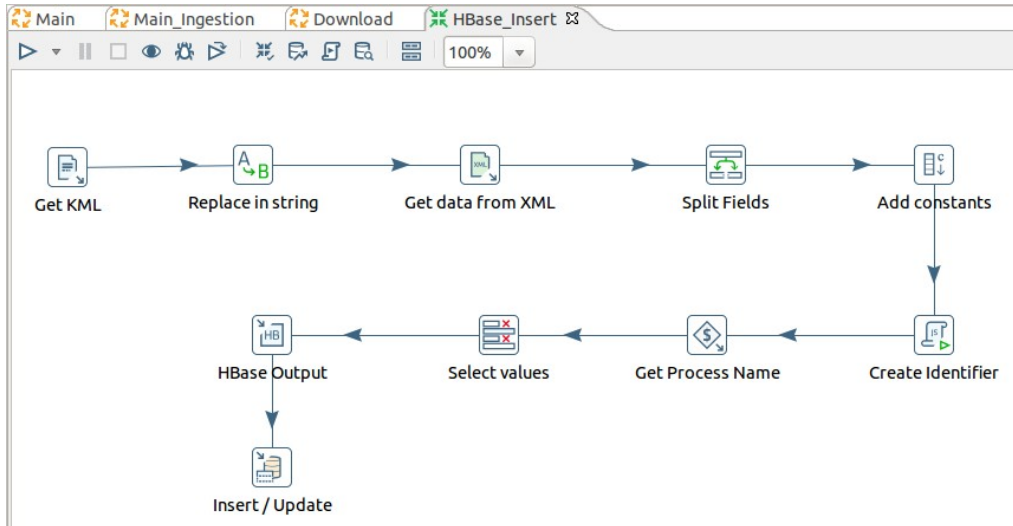 Main Main_Ingestion Download HBase_Insert
100%
Get KML Replace in string Get data from XML Split Fields Add constants
HBase Output Select values Get Process Name Create Identifier
Insert / Update